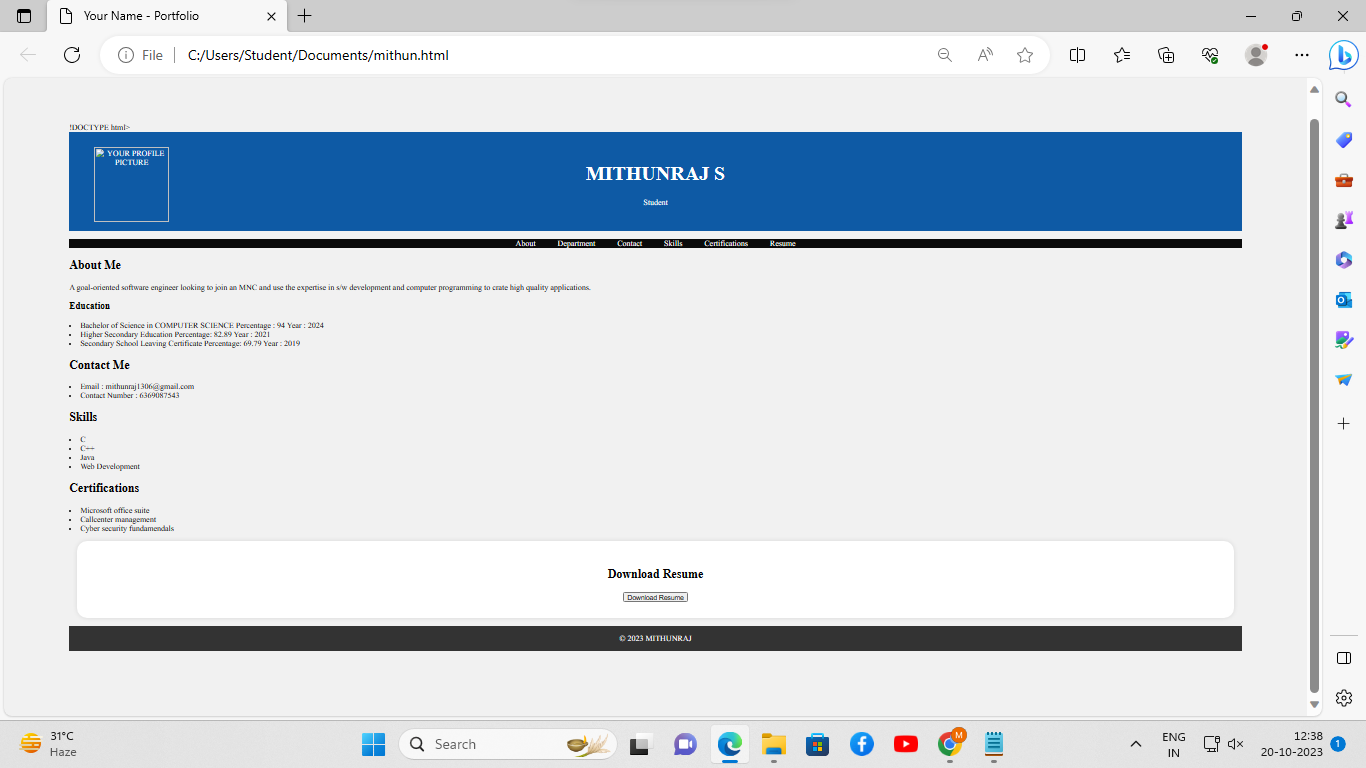 Your Name - Portfolio
File
C:/Users/Student/Documents/mithun.html
!DOCTYPE html>
YOUR PROFILE
PICTURE
MITHUNRAJ S
Student
About Department Contact Skills Certifications Resume
About Me
A goal-oriented software engineer looking to join an MNC and use the expertise in s/w development and computer programming to crate high quality applications.
Education
• Bachelor of Science in COMPUTER SCIENCE Percentage : 94 Year : 2024
• Higher Secondary Education Percentage: 82.89 Year : 2021
• Secondary School Leaving Certificate Percentage: 69.79 Year : 2019
Contact Me
• Email : mithunraj1306@gmail.com
• Contact Number : 6369087543
Skills
• C
• C++
• Java
• Web Development
Certifications
• Microsoft office suite
• Callcenter management
• Cyber security fundamendals
Download Resume
Download Resume
© 2023 MITHUNRAJ
31°C
Haze
Search
M
ENG
IN
12:38
20-10-2023
1